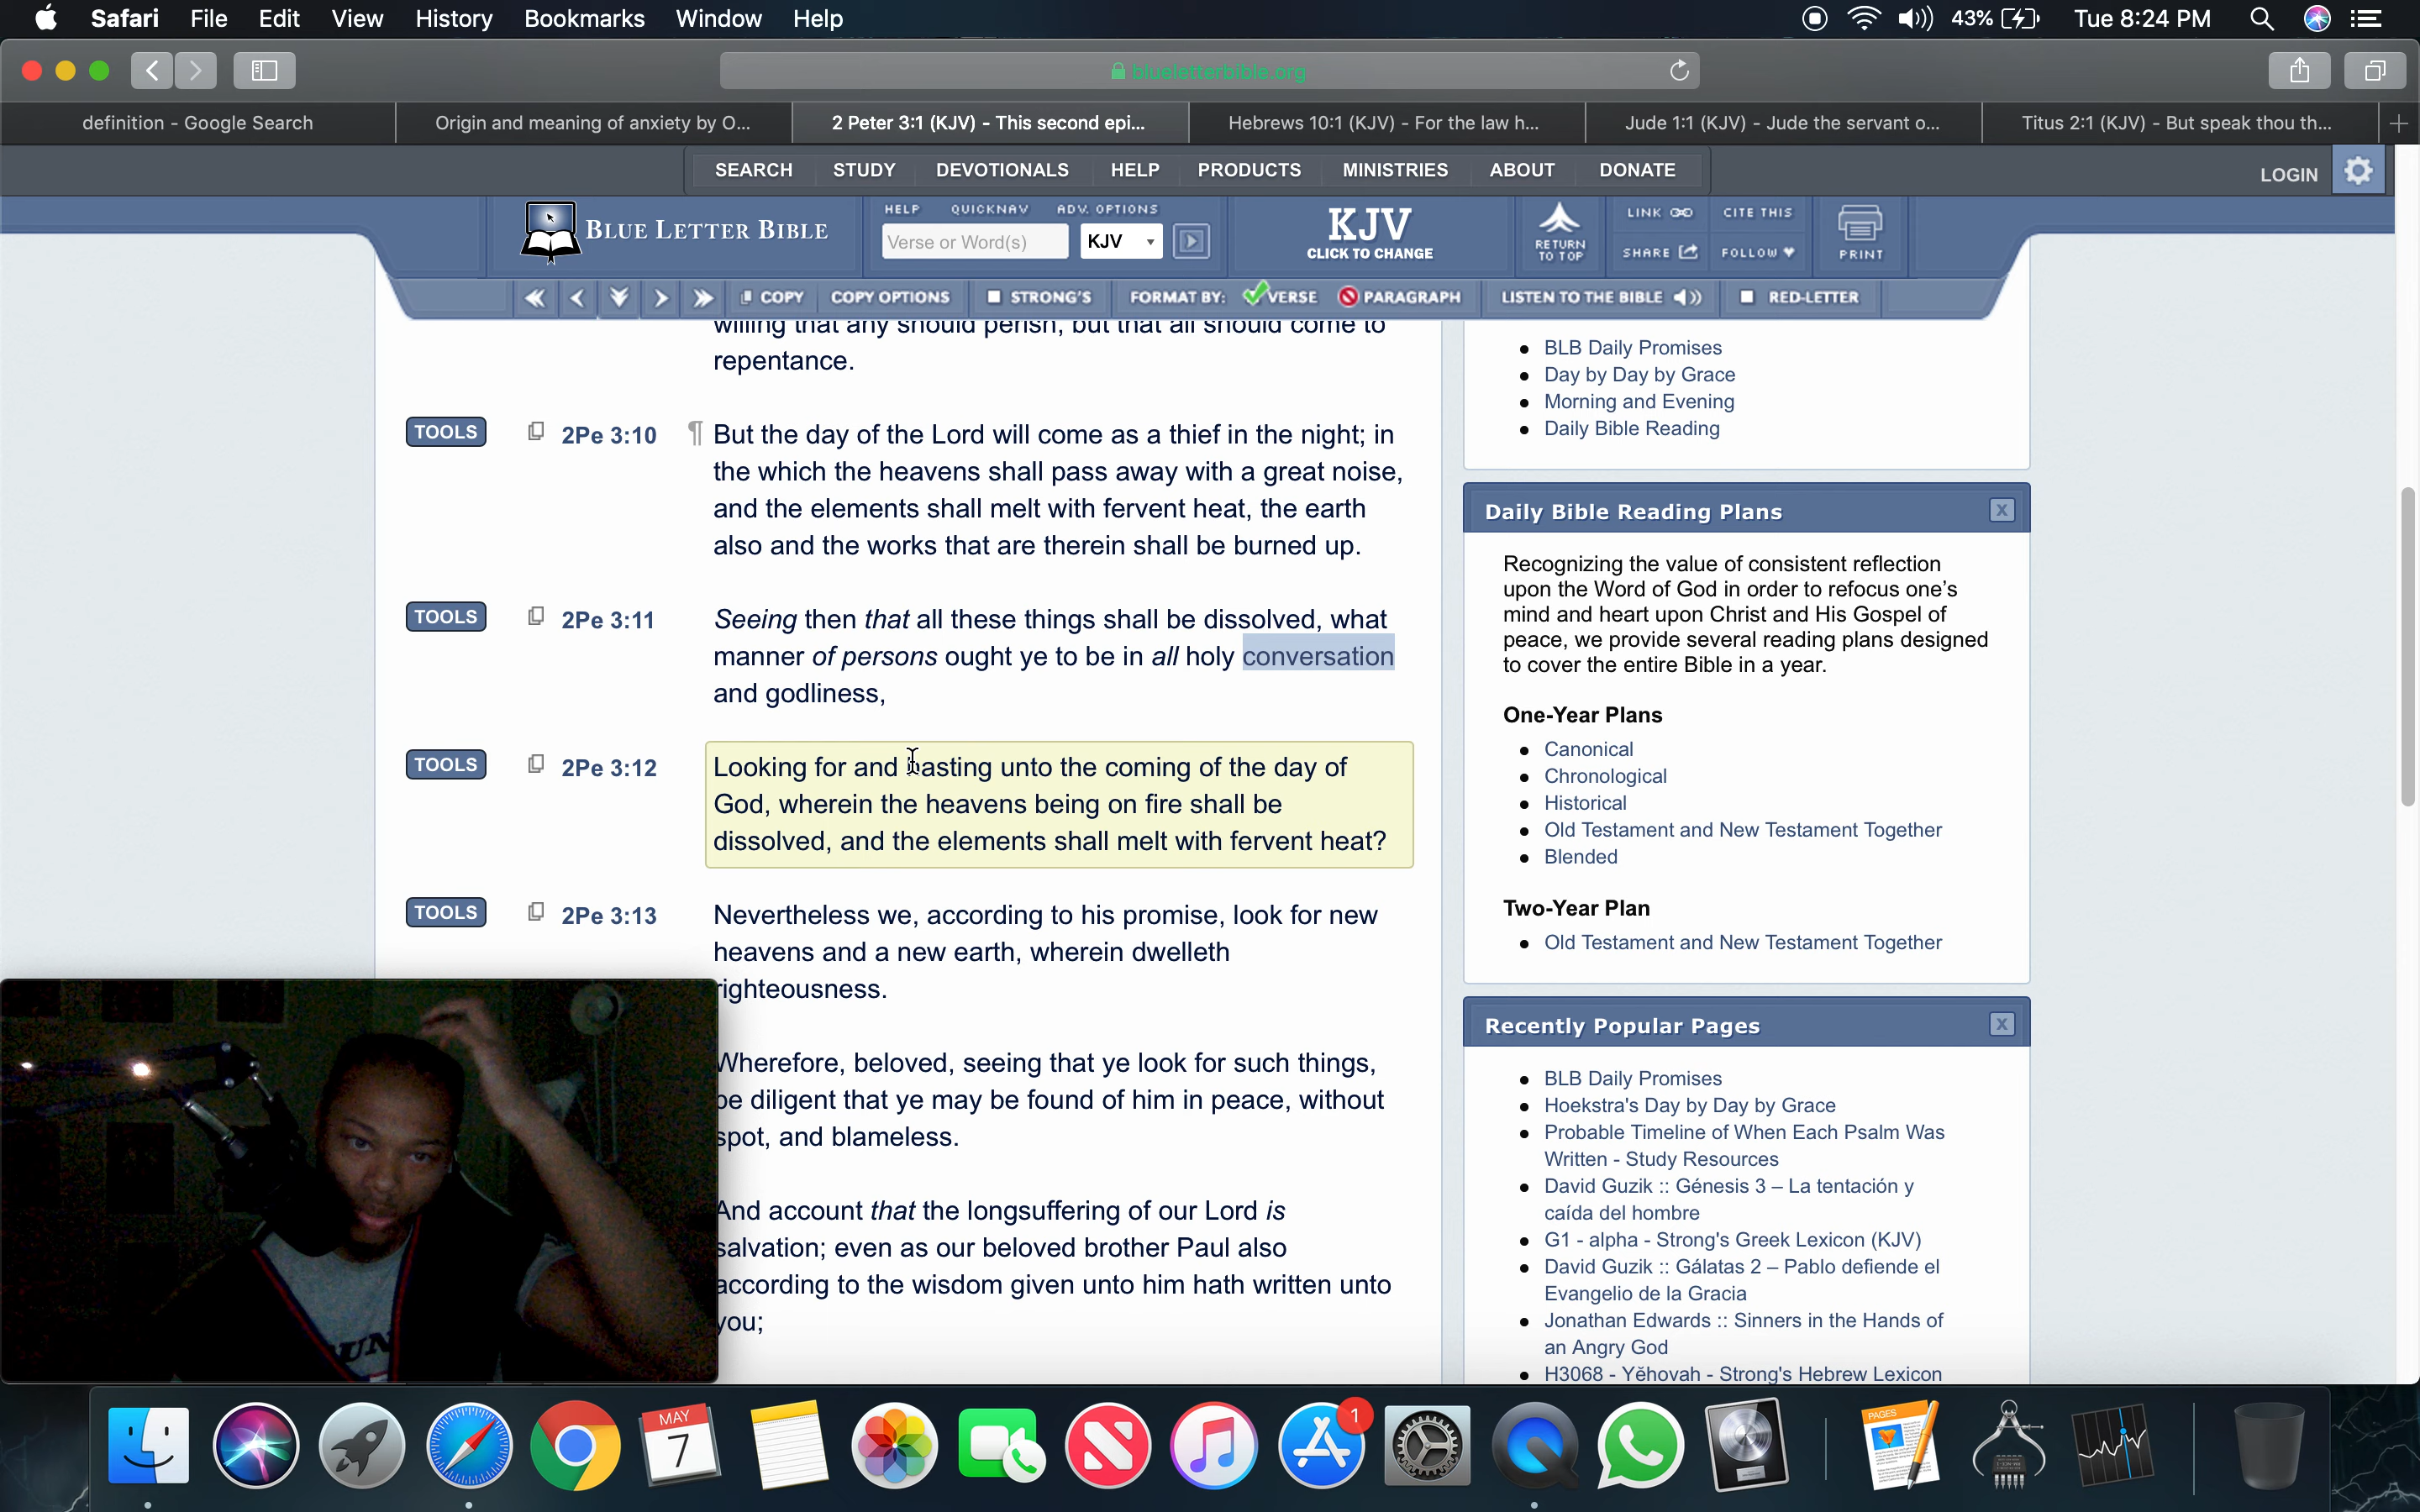 Safari File Edit View History Bookmarks Window Help 43% Tue 8:24 PM
blueletterbible.org
definition - Google Search Origin and meaning of anxiety by O... 2 Peter 3:1 (KJV) - This second epi... Hebrews 10:1 (KJV) - For the law h... Jude 1:1 (KJV) - Jude the servant o... Titus 2:1 (KJV) - But speak thou th...
SEARCH STUDY DEVOTIONALS HELP PRODUCTS MINISTRIES ABOUT DONATE LOGIN
BLUE LETTER BIBLE
HELP QUICKNAV ADV. OPTIONS
Verse or Word(s) KJV
KJV
CLICK TO CHANGE
RETURN
TO TOP
LINK CITE THIS
SHARE FOLLOW
PRINT
COPY COPY OPTIONS STRONG'S FORMAT BY: VERSE PARAGRAPH LISTEN TO THE BIBLE RED-LETTER
willing that any should perish, but that all should come to
repentance.
TOOLS 2Pe 3:10 ¶ But the day of the Lord will come as a thief in the night; in
the which the heavens shall pass away with a great noise,
and the elements shall melt with fervent heat, the earth
also and the works that are therein shall be burned up.
TOOLS 2Pe 3:11 Seeing then that all these things shall be dissolved, what
manner of persons ought ye to be in all holy conversation
and godliness,
TOOLS 2Pe 3:12 Looking for and hasting unto the coming of the day of
God, wherein the heavens being on fire shall be
dissolved, and the elements shall melt with fervent heat?
TOOLS 2Pe 3:13 Nevertheless we, according to his promise, look for new
heavens and a new earth, wherein dwelleth
righteousness.
Wherefore, beloved, seeing that ye look for such things,
be diligent that ye may be found of him in peace, without
spot, and blameless.
And account that the longsuffering of our Lord is
salvation; even as our beloved brother Paul also
according to the wisdom given unto him hath written unto
you;
BLB Daily Promises
Day by Day by Grace
Morning and Evening
Daily Bible Reading
Daily Bible Reading Plans X
Recognizing the value of consistent reflection
upon the Word of God in order to refocus one's
mind and heart upon Christ and His Gospel of
peace, we provide several reading plans designed
to cover the entire Bible in a year.
One-Year Plans
Canonical
Chronological
Historical
Old Testament and New Testament Together
Blended
Two-Year Plan
Old Testament and New Testament Together
Recently Popular Pages X
BLB Daily Promises
Hoekstra's Day by Day by Grace
Probable Timeline of When Each Psalm Was
Written - Study Resources
David Guzik :: Génesis 3 – La tentación y
caída del hombre
G1 - alpha - Strong's Greek Lexicon (KJV)
David Guzik :: Gálatas 2 – Pablo defiende el
Evangelio de la Gracia
Jonathan Edwards :: Sinners in the Hands of
an Angry God
H3068 - Yĕhovah - Strong's Hebrew Lexicon
MAY
7
1
PAGES